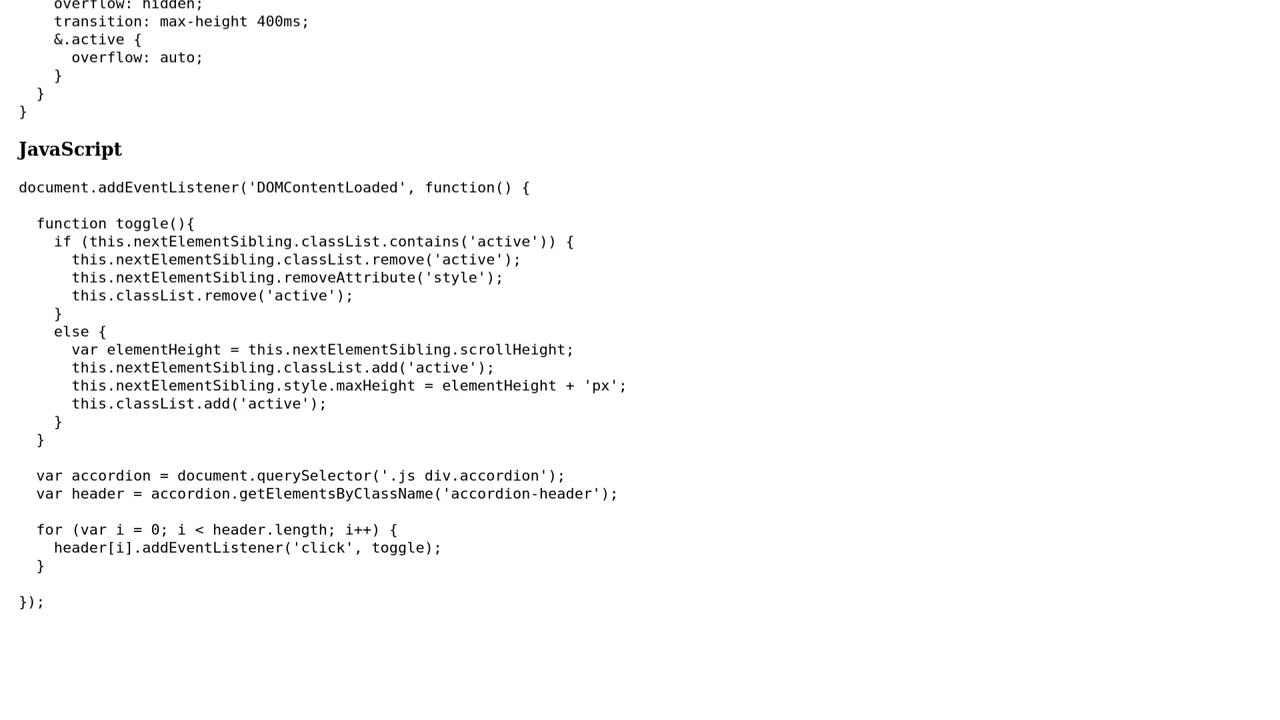 overflow: hidden;
transition: max-height 400ms;
&.active {
overflow: auto;
}
}
}
JavaScript
document.addEventListener('DOMContentLoaded', function() {
function toggle(){
if (this.nextElementSibling.classList.contains('active')) {
this.nextElementSibling.classList.remove('active');
this.nextElementSibling.removeAttribute('style');
this.classList.remove('active');
}
else {
var elementHeight = this.nextElementSibling.scrollHeight;
this.nextElementSibling.classList.add('active');
this.nextElementSibling.style.maxHeight = elementHeight + 'px';
this.classList.add('active');
}
}
var accordion = document.querySelector('.js div.accordion');
var header = accordion.getElementsByClassName('accordion-header');
for (var i = 0; i < header.length; i++) {
header[i].addEventListener('click', toggle);
}
});